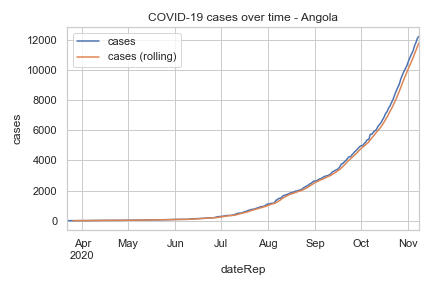 COVID-19 cases over time - Angola
cases
cases (rolling)
12000
10000
8000
6000
4000
2000
0
cases
Apr May Jun Jul Aug Sep Oct Nov
2020
dateRep